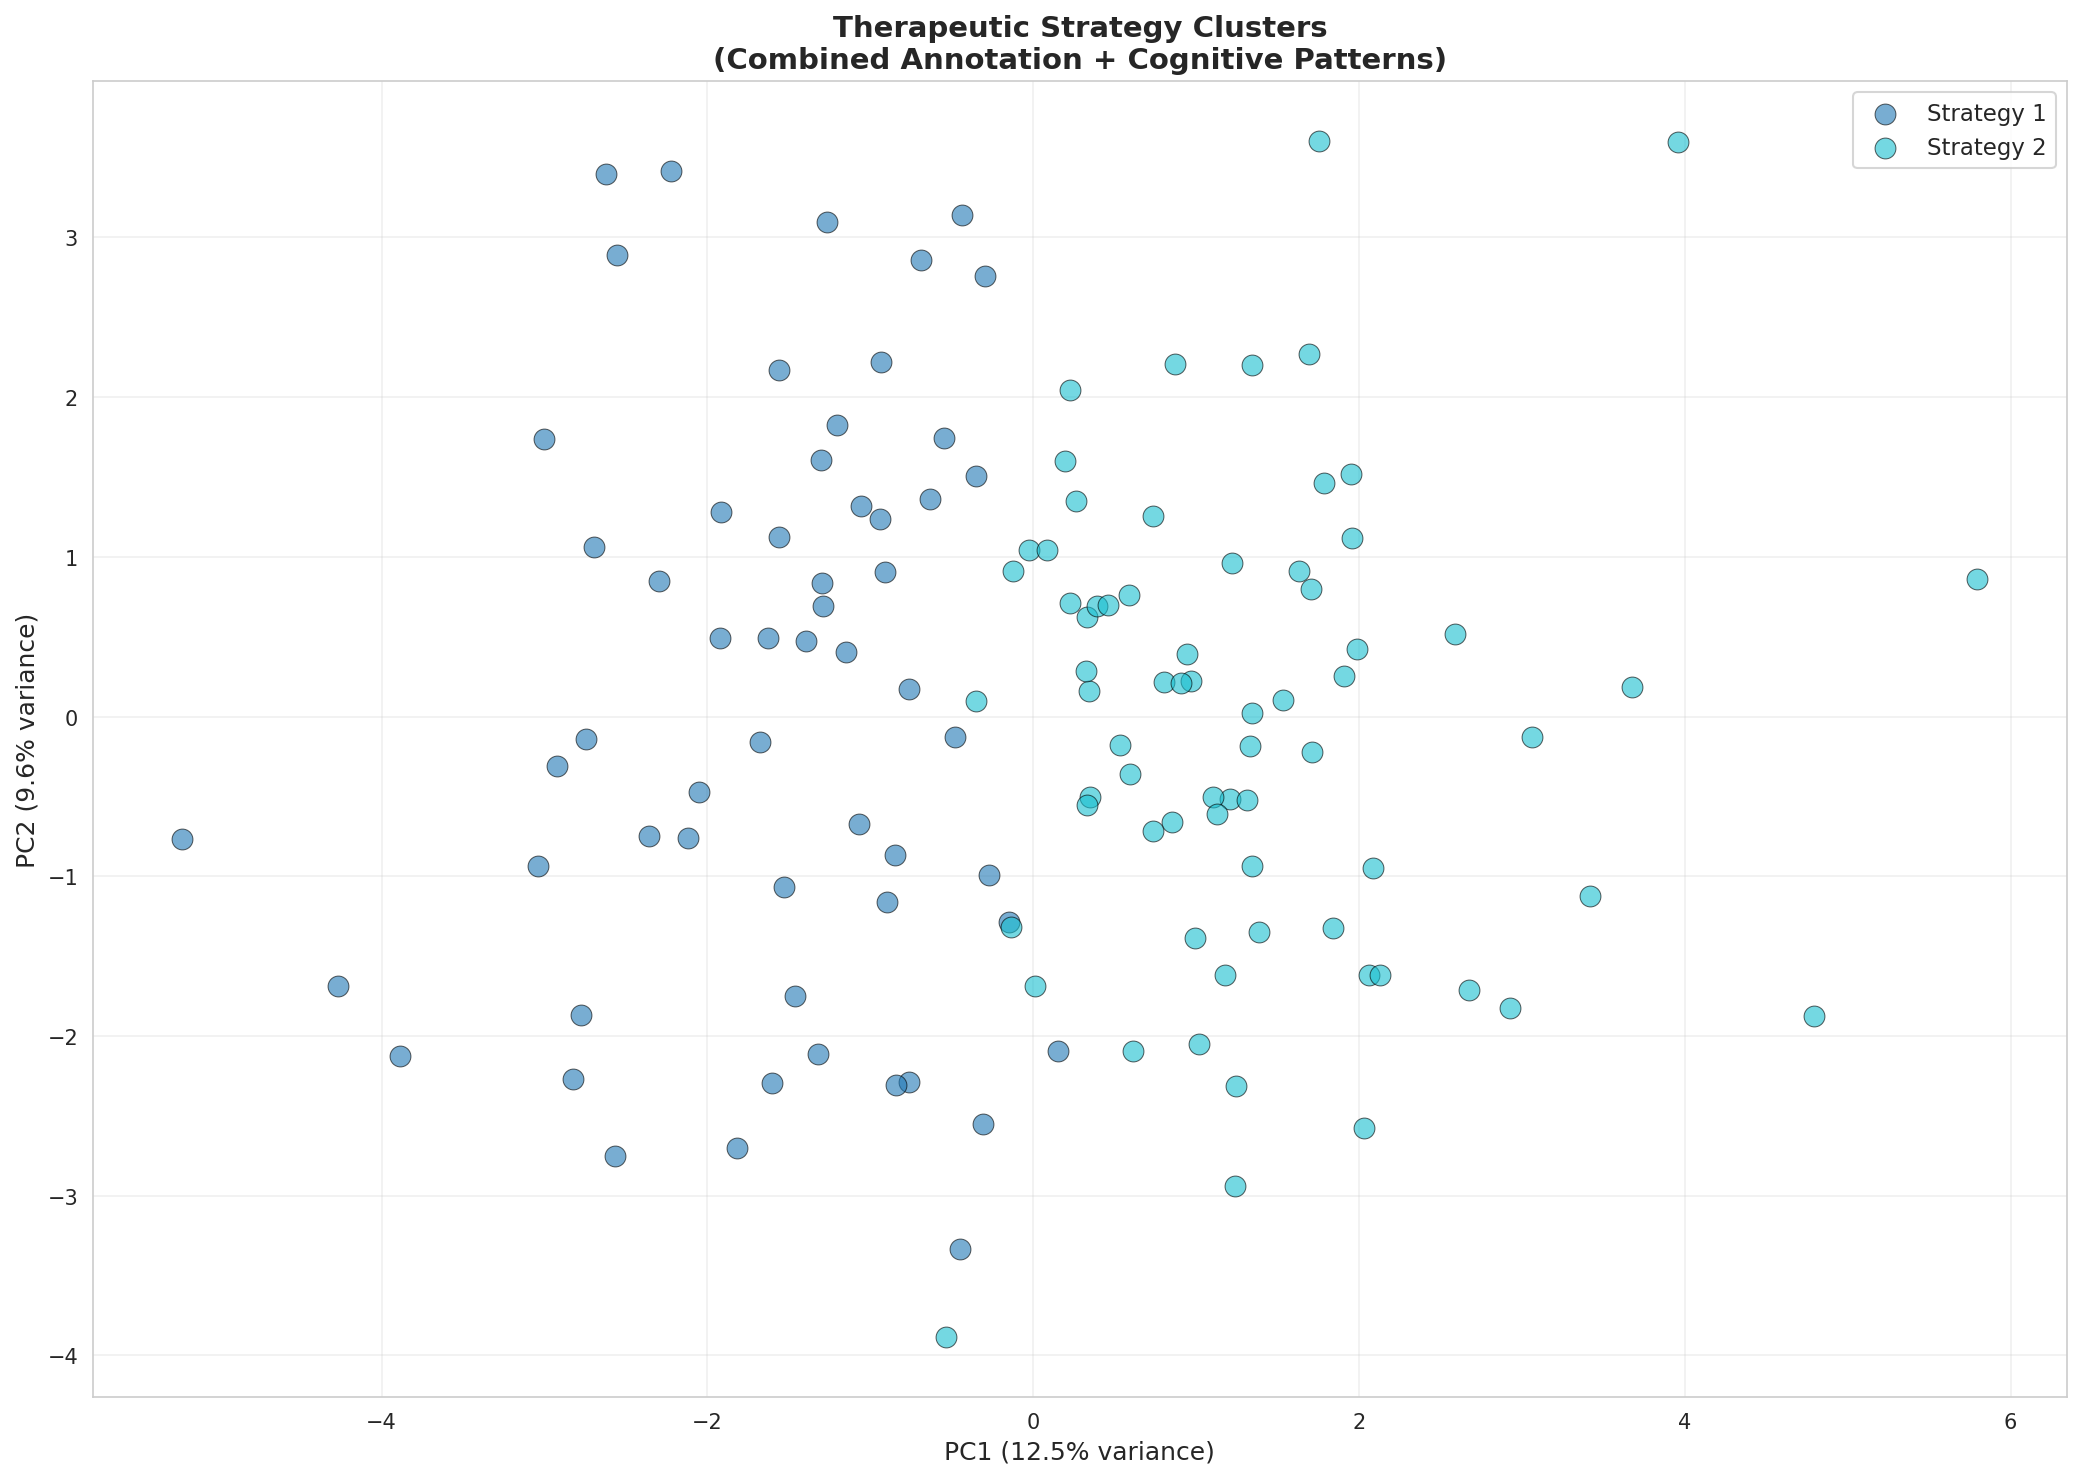 Therapeutic Strategy Clusters
(Combined Annotation + Cognitive Patterns)
Strategy 1
Strategy 2
3
2
1
0
−1
−2
−3
−4
PC2 (9.6% variance)
−4
−2
0
2
4
6
PC1 (12.5% variance)